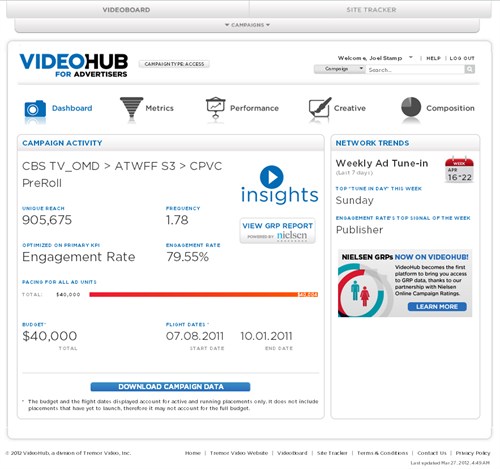 VIDEOBOARD
SITE TRACKER
CAMPAIGNS
VIDEOHUB
FOR ADVERTISERS
CAMPAIGN TYPE: ACCESS
Welcome, Joel Stamp
HELP
LOG OUT
Campaign
Search...
Dashboard
Metrics
Performance
Creative
Composition
CAMPAIGN ACTIVITY
CBS TV_OMD > ATWFF S3 > CPVC
PreRoll
insights
UNIQUE REACH
FREQUENCY
905,675
1.78
VIEW GRP REPORT
POWERED BY nielsen
OPTIMIZED ON PRIMARY KPI
ENGAGEMENT RATE
Engagement Rate
79.55%
PACING FOR ALL AD UNITS
TOTAL:
$40,000
BUDGET*
FLIGHT DATES *
$40,000
07.08.2011
10.01.2011
TOTAL
START DATE
END DATE
DOWNLOAD CAMPAIGN DATA
* The budget and the flight dates displayed account for active and running placements only. It does not include
placements that have yet to launch, therefore it may not account for the full budget.
NETWORK TRENDS
Weekly Ad Tune-in
(Last 7 days)
WEEK
APR
16-22
TOP "TUNE IN DAY" THIS WEEK
Sunday
ENGAGEMENT RATE'S TOP SIGNAL OF THE WEEK
Publisher
NIELSEN GRPs NOW ON VIDEOHUB!
VideoHub becomes the first
platform to bring you access
to GRP data, thanks to our
partnership with Nielsen
Online Campaign Ratings.
LEARN MORE
© 2012 VideoHub, a division of Tremor Video, Inc.
Home | Tremor Video Website | VideoBoard | Site Tracker | Terms & Conditions | Contact Us | Privacy Policy
Last updated Mar 27, 2012, 4:49 AM